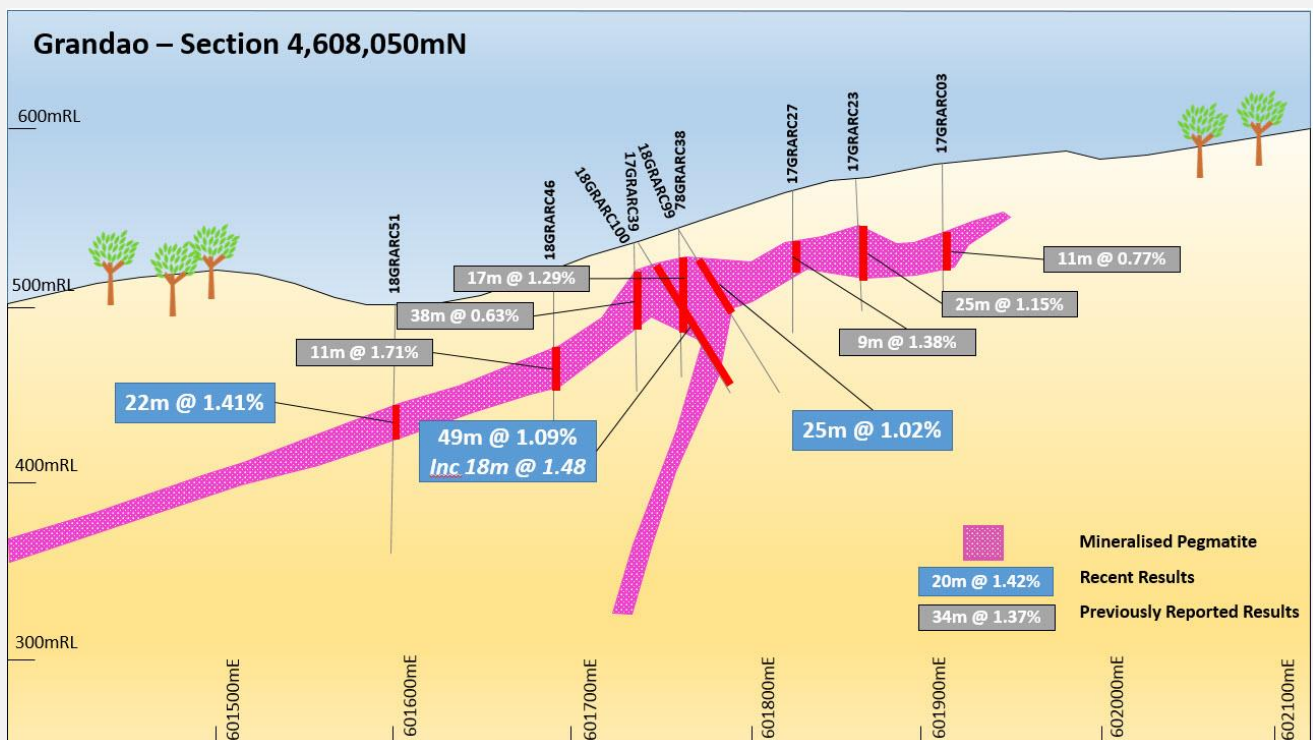 Grandao – Section 4,608,050mN
600mRL
500mRL
400mRL
300mRL
18GRARC51
18GRARC46
18GRARC100
17GRARC39
18GRARC99
78GRARC38
17GRARC27
17GRARC23
17GRARC03
17m @ 1.29%
38m @ 0.63%
11m @ 1.71%
22m @ 1.41%
49m @ 1.09%
Inc 18m @ 1.48
25m @ 1.02%
9m @ 1.38%
25m @ 1.15%
11m @ 0.77%
Mineralised Pegmatite
20m @ 1.42%
Recent Results
34m @ 1.37%
Previously Reported Results
601500mE
601600mE
601700mE
601800mE
601900mE
602000mE
602100mE